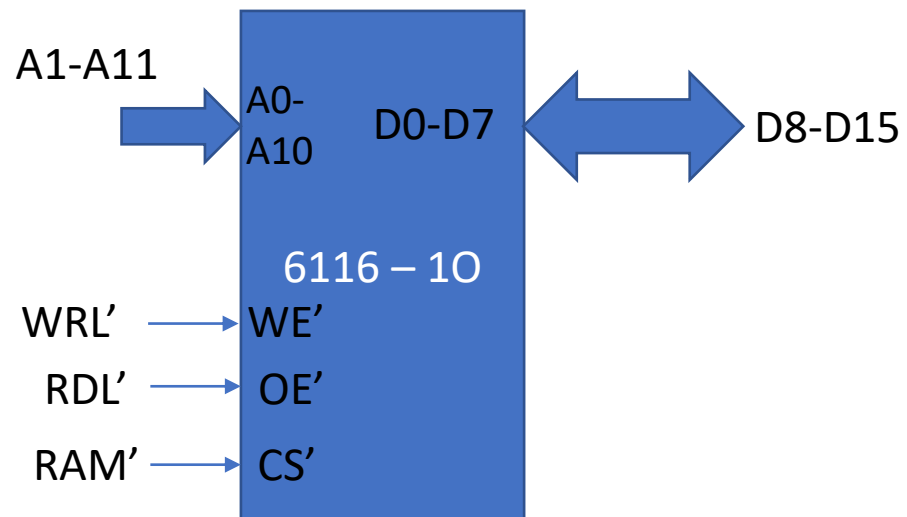 A1-A11
A0-
A10
D0-D7
D8-D15
6116 – 1O
WRL’
WE’
RDL’
OE’
RAM’
CS’